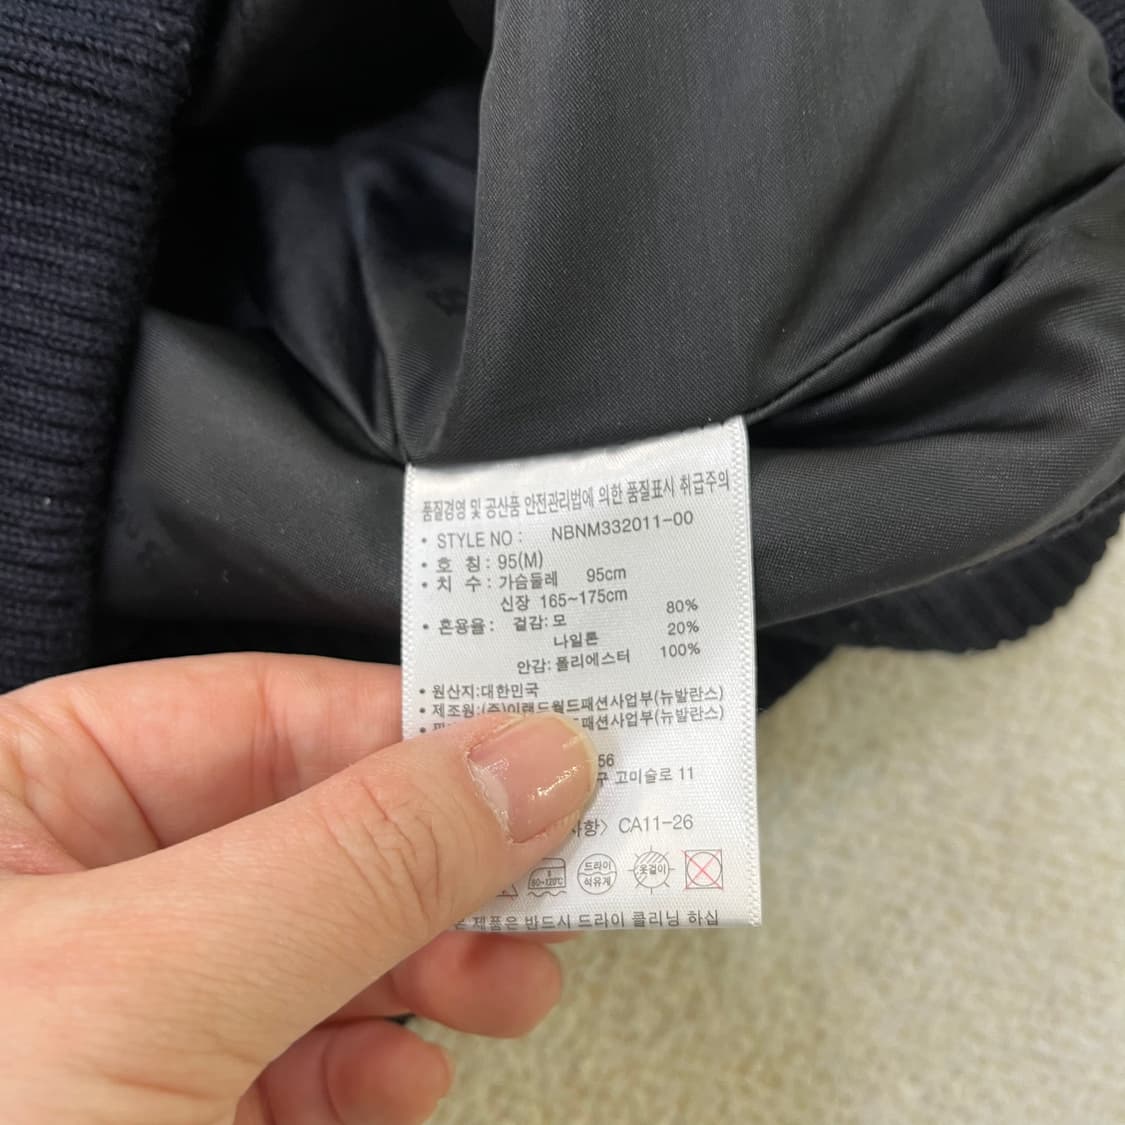 품질경영 및 공산품 안전관리법에 의한 품질표시 취급주의
• STYLE NO : NBNM332011-00
• 호 칭 : 95(M)
• 치 수 : 가슴둘레 95cm
신장 165~175cm
• 혼용율 : 겉감: 모 80%
나일론 20%
안감: 폴리에스터 100%
• 원산지:대한민국
• 제조원:(주)이랜드월드패션사업부(뉴발란스)
드패션사업부(뉴발란스)
56
구 고미술로 11
사항〉 CA11-26
80~120℃
드라이
석유계
옷걸이
제품은 반드시 드라이 클리닝 하십